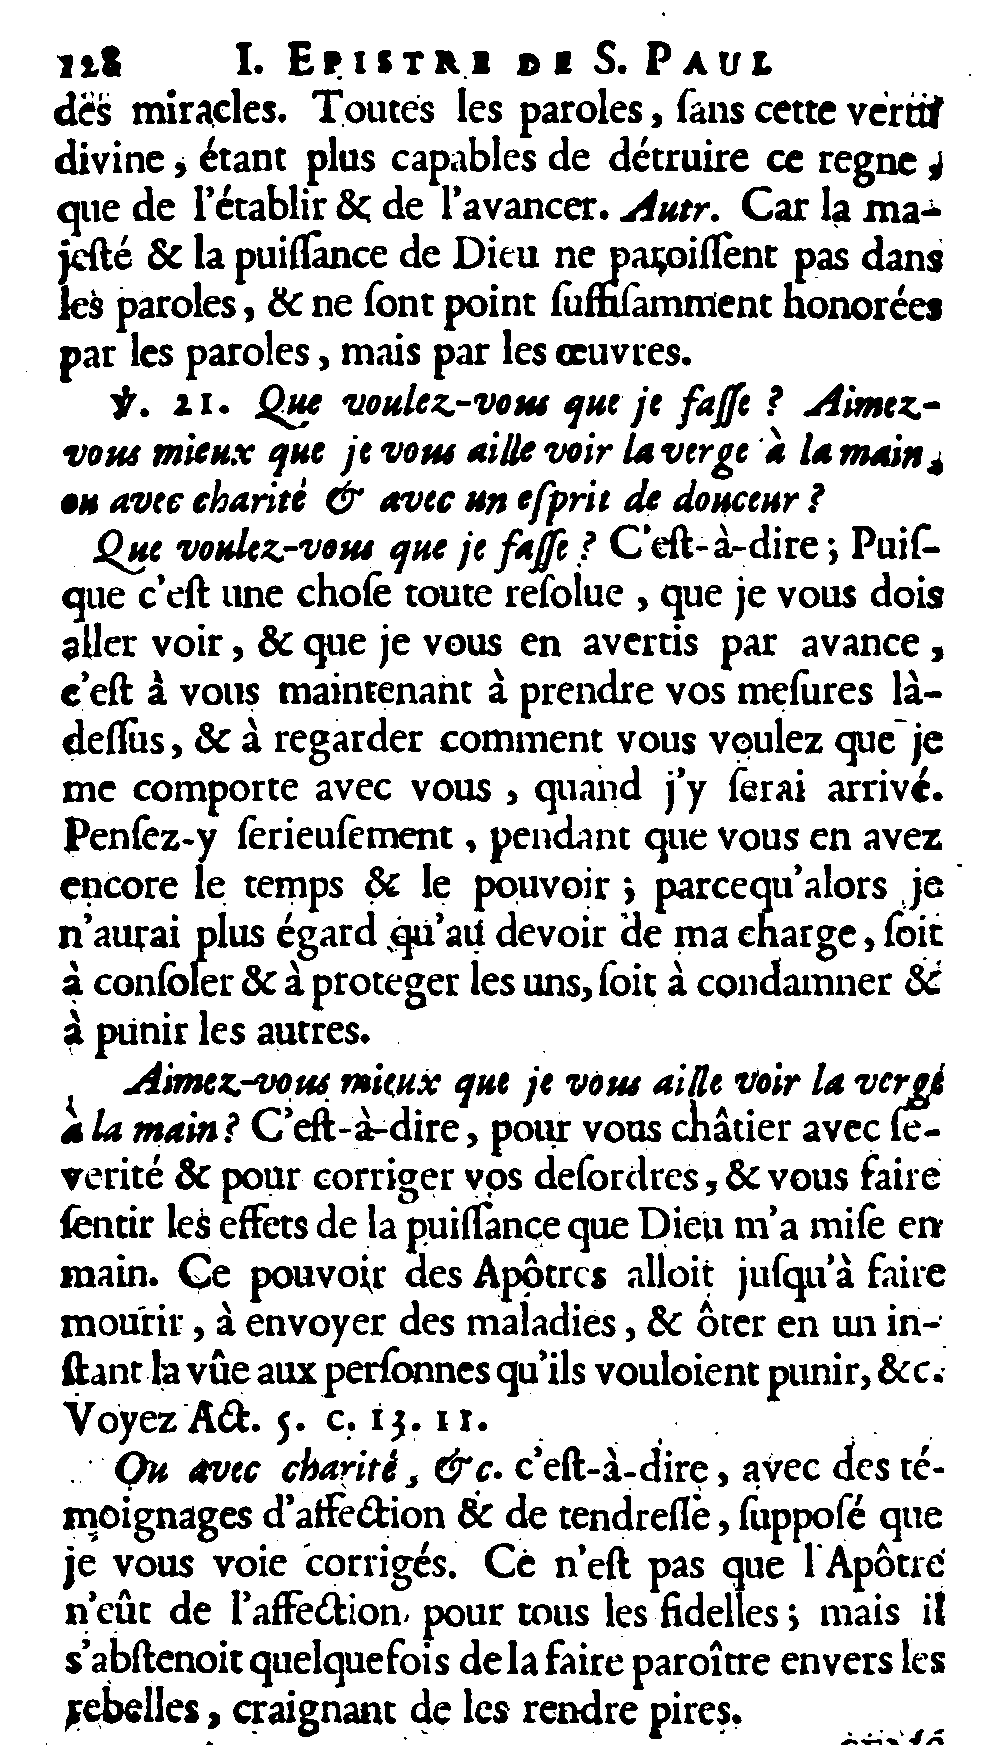 128 I. EPISTRE DE S. PAUL
des miracles. Toutes les paroles, ſans cette vertu
divine, étant plus capables de détruire ce regne,
que de l'établir & de l'avancer. Autr. Car la ma-
jeſté & la puiſſance de Dieu ne paroiſſent pas dans
les paroles, & ne ſont point ſuffiſamment honorées
par les paroles, mais par les œuvres.
℣. 21. Que voulez-vous que je faſſe ? Aimez-
vous mieux que je vous aille voir la verge à la main,
ou avec charité & avec un eſprit de douceur ?
Que voulez-vous que je faſſe ? C'eſt-à-dire ; Puiſ-
que c'eſt une choſe toute reſolue , que je vous dois
aller voir, & que je vous en avertis par avance,
c'eſt à vous maintenant à prendre vos meſures là-
deſſus, & à regarder comment vous voulez que je
me comporte avec vous , quand j'y ſerai arrivé.
Penſez-y ſerieuſement, pendant que vous en avez
encore le temps & le pouvoir ; parcequ'alors je
n'aurai plus égard qu'au devoir de ma charge, ſoit
à conſoler & à proteger les uns, ſoit à condamner &
à punir les autres.
Aimez-vous mieux que je vous aille voir la verge
à la main ? C'eſt-à-dire, pour vous châtier avec ſe-
verité & pour corriger vos deſordres, & vous faire
ſentir les effets de la puiſſance que Dieu m'a miſe en
main. Ce pouvoir des Apôtres alloit juſqu'à faire
mourir, à envoyer des maladies, & ôter en un in-
ſtant la vûe aux perſonnes qu'ils vouloient punir, &c.
Voyez Act. 5. c. 13. 11.
Ou avec charité, &c. c'eſt-à-dire, avec des té-
moignages d'affection & de tendreſſe, ſuppoſé que
je vous voie corrigés. Ce n'eſt pas que l'Apôtre
n'eût de l'affection pour tous les fidelles ; mais il
s'abſtenoit quelquefois de la faire paroître envers les
rebelles, craignant de les rendre pires.